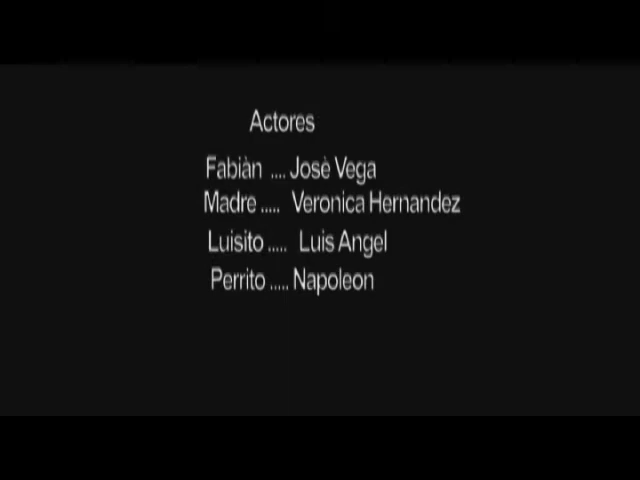 Actores
Fabiàn .... Josè Vega
Madre ..... Veronica Hernandez
Luisito ..... Luis Angel
Perrito ..... Napoleon